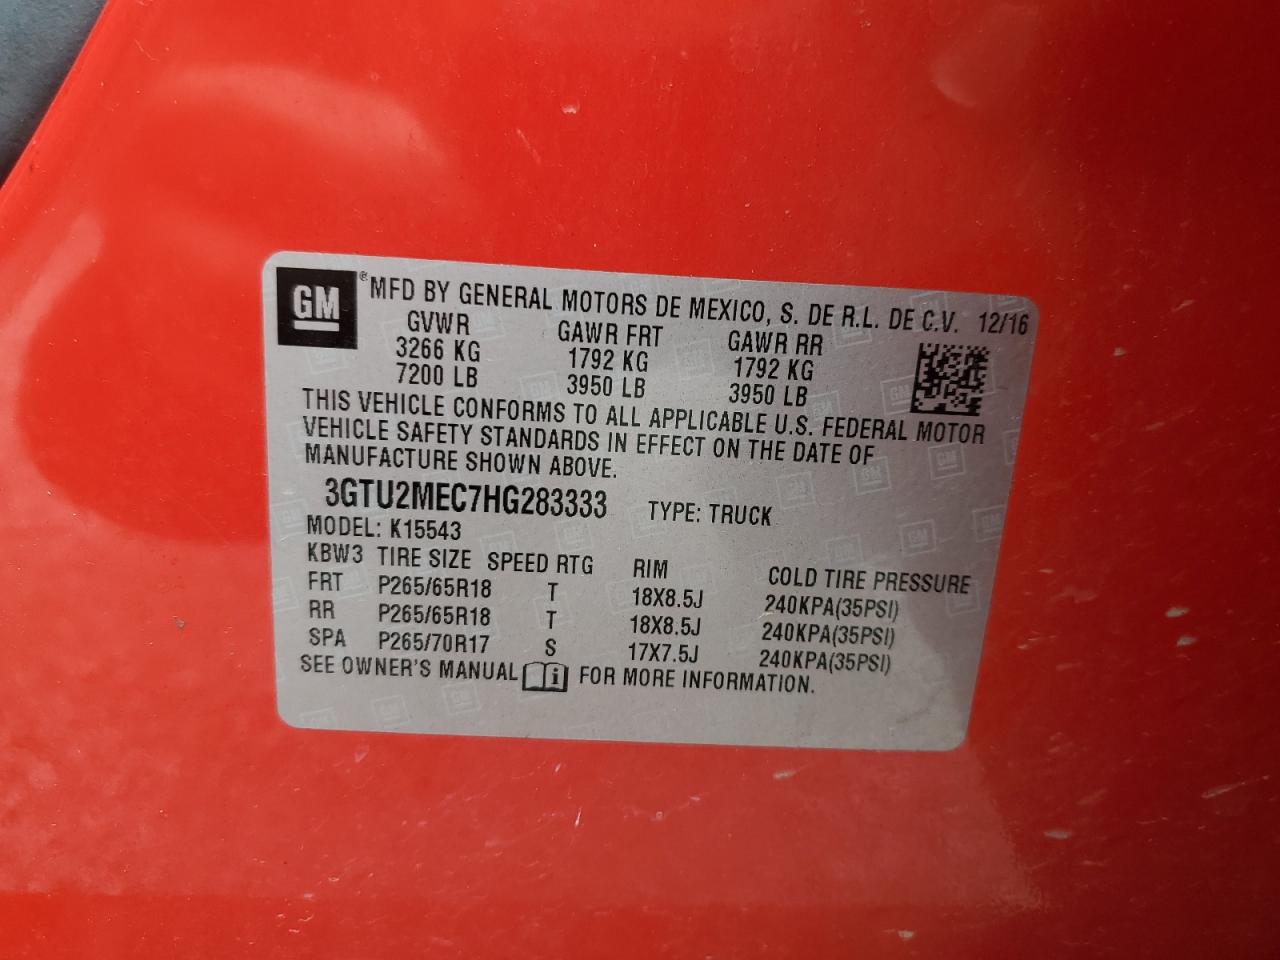 GM ® MFD BY GENERAL MOTORS DE MEXICO, S. DE R.L. DE C.V. 12/16
GVWR GAWR FRT GAWR RR
3266 KG 1792 KG 1792 KG
7200 LB 3950 LB 3950 LB
THIS VEHICLE CONFORMS TO ALL APPLICABLE U.S. FEDERAL MOTOR
VEHICLE SAFETY STANDARDS IN EFFECT ON THE DATE OF
MANUFACTURE SHOWN ABOVE.
3GTU2MEC7HG283333 TYPE: TRUCK
MODEL: K15543
KBW3 TIRE SIZE SPEED RTG RIM COLD TIRE PRESSURE
FRT P265/65R18 T 18X8.5J 240KPA(35PSI)
RR P265/65R18 T 18X8.5J 240KPA(35PSI)
SPA P265/70R17 S 17X7.5J 240KPA(35PSI)
SEE OWNER'S MANUAL i FOR MORE INFORMATION.